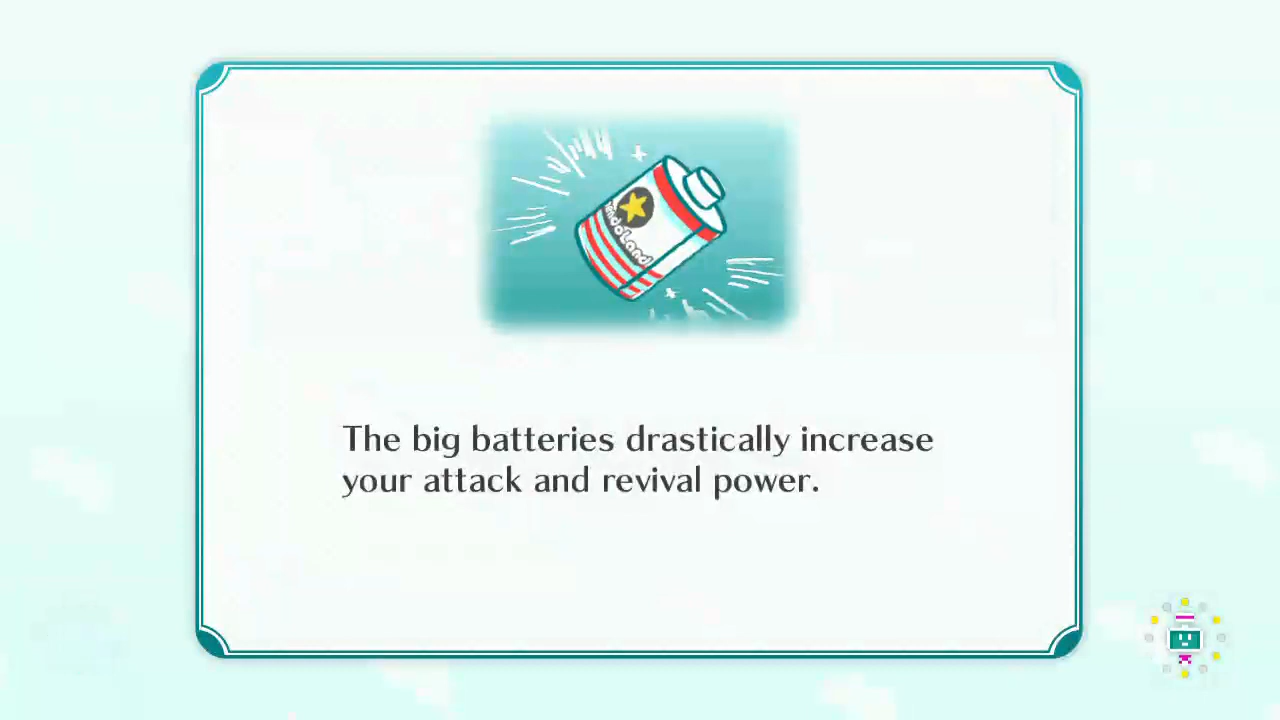 The big batteries drastically increase
your attack and revival power.